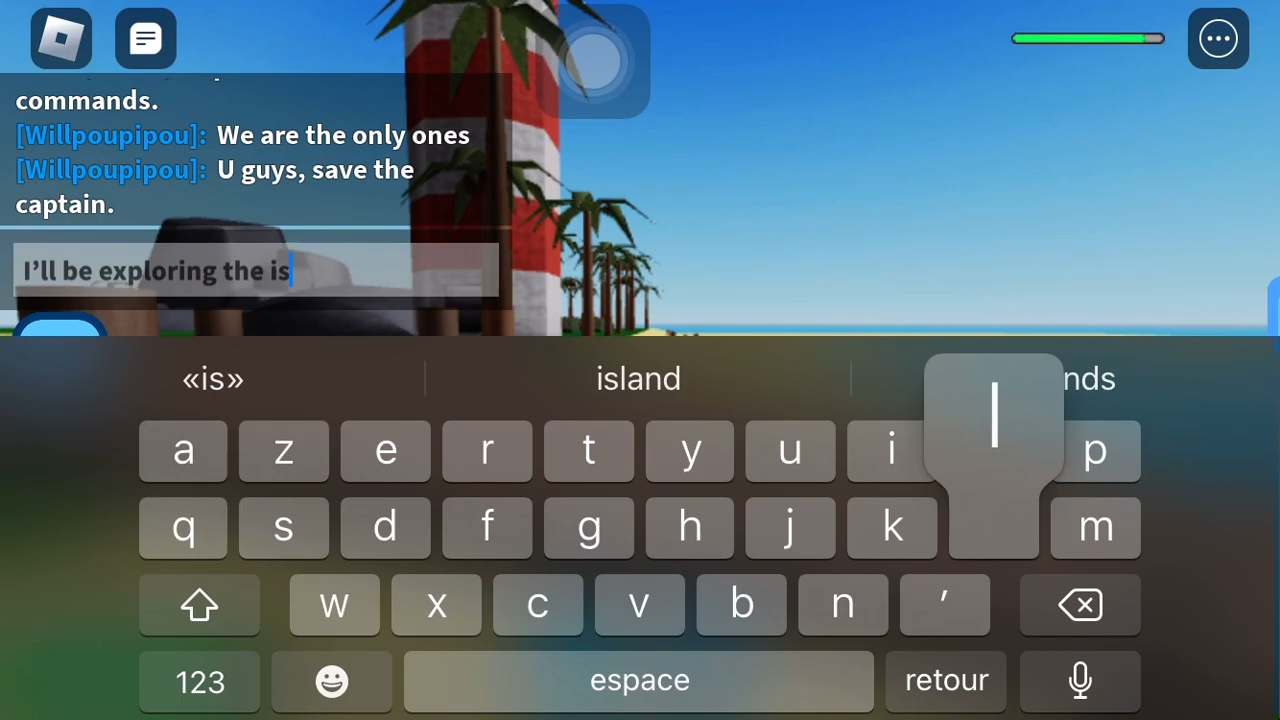 commands.
[Willpoupipou]: We are the only ones
[Willpoupipou]: U guys, save the
captain.
I'll be exploring the is
«is» island nds
a z e r t y u i p
q s d f g h j k l m
w x c v b n '
123 espace retour